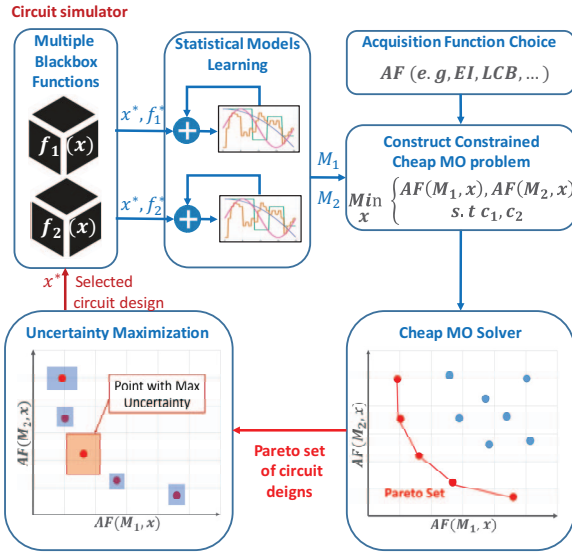 Circuit simulator
Multiple
Blackbox
Functions
f₁(x)
f₂(x)
x*, f₁*
x*, f₂*
Statistical Models
Learning
M₁
M₂
Acquisition Function Choice
AF (e.g, EI, LCB, ...)
Construct Constrained
Cheap MO problem
Min x { AF(M₁, x), AF(M₂, x)
s.t c₁, c₂
x* Selected
circuit design
Uncertainty Maximization
Point with Max
Uncertainty
AF(M₂, x)
AF(M₁, x)
Pareto set
of circuit
deigns
Cheap MO Solver
Pareto Set
AF(M₂, x)
AF(M₁, x)